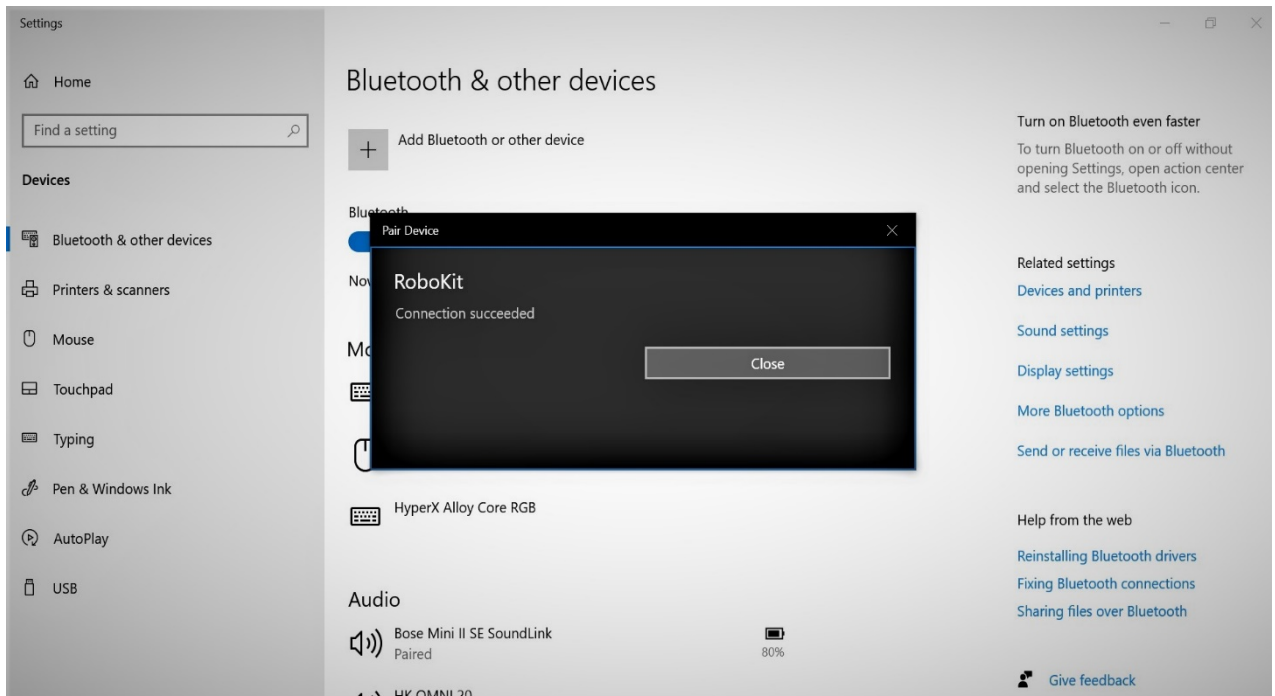 Settings
Home
Find a setting
Devices
Bluetooth & other devices
Printers & scanners
Mouse
Touchpad
Typing
Pen & Windows Ink
AutoPlay
USB
Bluetooth & other devices
Add Bluetooth or other device
Bluetooth
Pair Device
RoboKit
Connection succeeded
Close
HyperX Alloy Core RGB
Audio
Bose Mini II SE SoundLink
Paired
80%
HK OMNI 20
Turn on Bluetooth even faster
To turn Bluetooth on or off without
opening Settings, open action center
and select the Bluetooth icon.
Related settings
Devices and printers
Sound settings
Display settings
More Bluetooth options
Send or receive files via Bluetooth
Help from the web
Reinstalling Bluetooth drivers
Fixing Bluetooth connections
Sharing files over Bluetooth
Give feedback